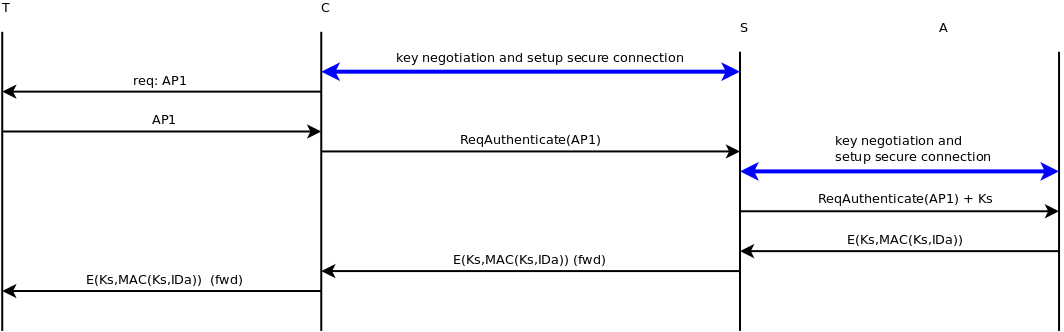 T
C
S
A
key negotiation and setup secure connection
req: AP1
AP1
ReqAuthenticate(AP1)
key negotiation and
setup secure connection
ReqAuthenticate(AP1) + Ks
E(Ks,MAC(Ks,IDa))
E(Ks,MAC(Ks,IDa)) (fwd)
E(Ks,MAC(Ks,IDa))  (fwd)